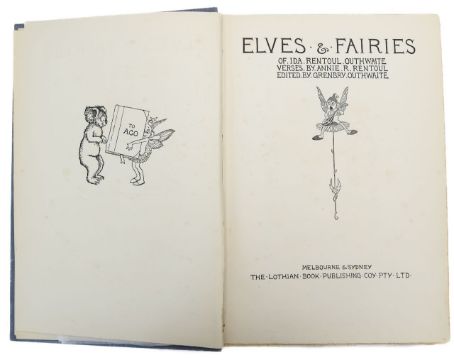 TO
AGO
ELVES · & · FAIRIES
OF. IDA. RENTOUL. OUTHWAITE
VERSES. BY. ANNIE. R. RENTOUL
EDITED. BY. GRENBRY. OUTHWAITE
MELBOURNE & SYDNEY
THE · LOTHIAN · BOOK · PUBLISHING · COY · PTY · LTD ·